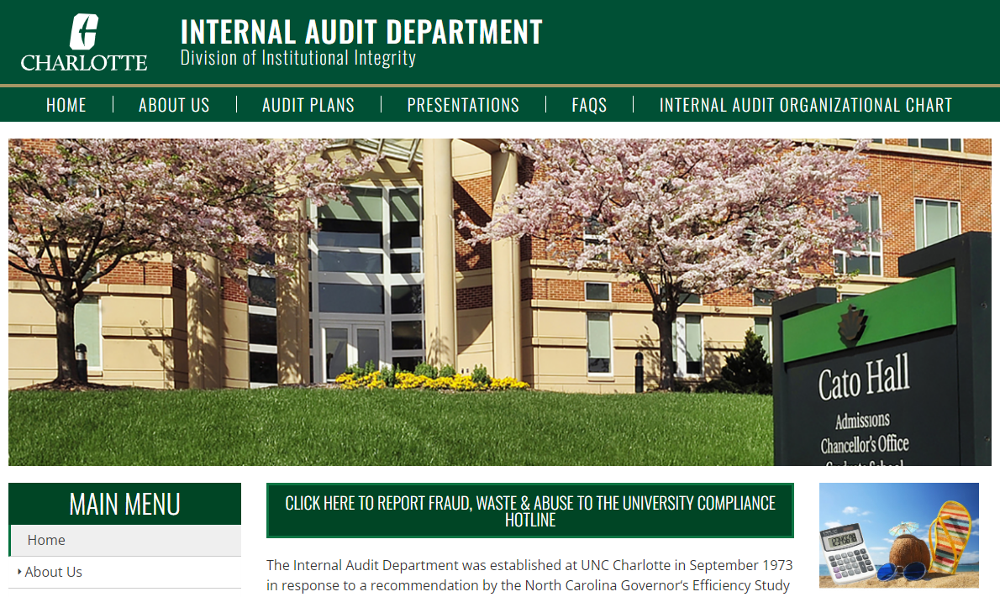 CHARLOTTE
INTERNAL AUDIT DEPARTMENT
Division of Institutional Integrity
HOME ABOUT US AUDIT PLANS PRESENTATIONS FAQS INTERNAL AUDIT ORGANIZATIONAL CHART
Cato Hall
Admissions
Chancellor's Office
Graduate School
MAIN MENU
Home
About Us
CLICK HERE TO REPORT FRAUD, WASTE & ABUSE TO THE UNIVERSITY COMPLIANCE
HOTLINE
The Internal Audit Department was established at UNC Charlotte in September 1973
in response to a recommendation by the North Carolina Governor‘s Efficiency Study